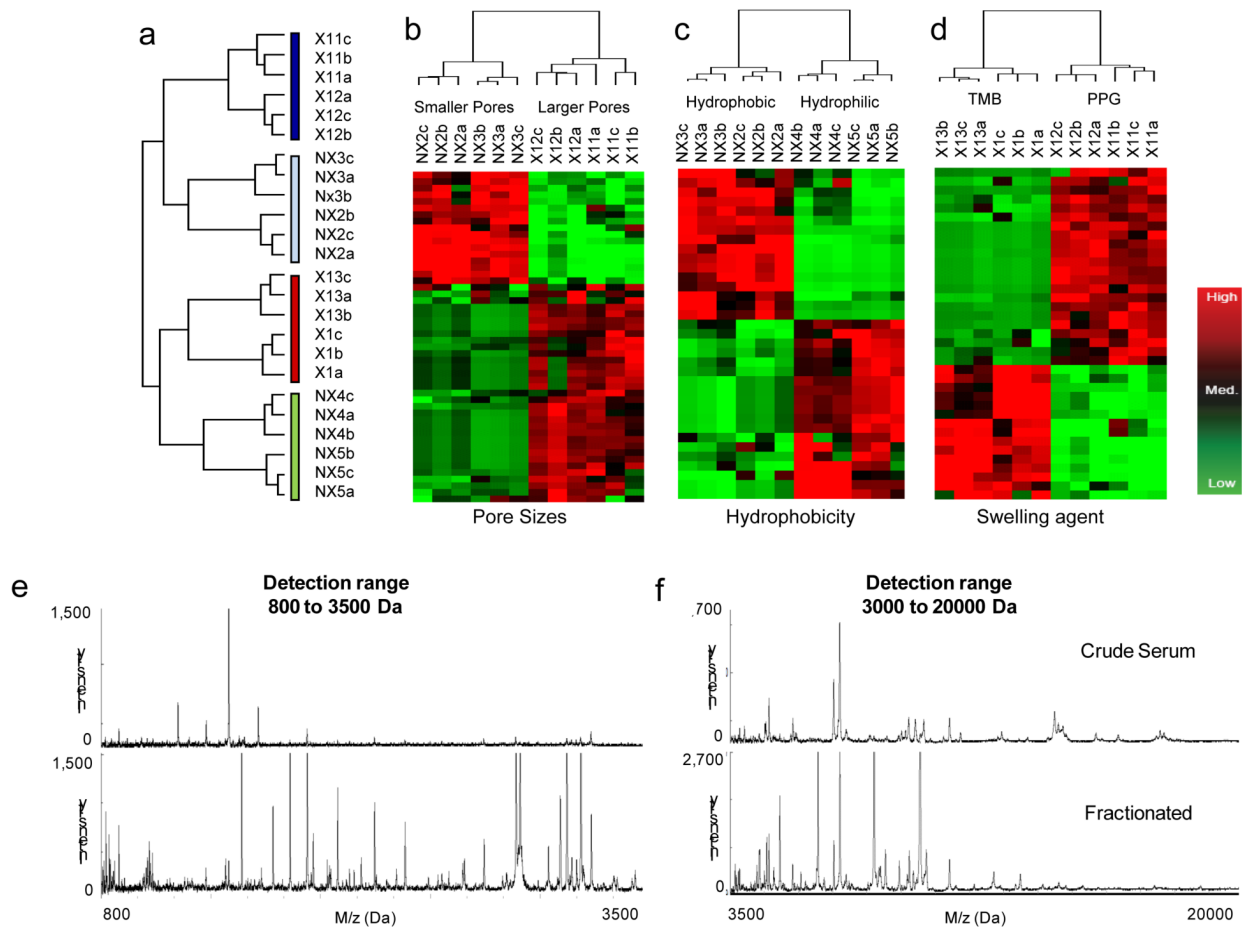 a
X11c
X11b
X11a
X12a
X12c
X12b
NX3c
NX3a
Nx3b
NX2b
NX2c
NX2a
X13c
X13a
X13b
X1c
X1b
X1a
NX4c
NX4a
NX4b
NX5b
NX5c
NX5a
b
Smaller Pores Larger Pores
NX2c NX2b NX2a NX3b NX3a NX3c X12c X12b X12a X11a X11c X11b
Pore Sizes
c
Hydrophobic Hydrophilic
NX3c NX3a NX3b NX2c NX2b NX2a NX4b NX4a NX4c NX5c NX5a NX5b
Hydrophobicity
d
TMB PPG
X13b X13c X13a X1c X1b X1a X12c X12b X12a X11b X11c X11a
Swelling agent
High
Med.
Low
e
Detection range
800 to 3500 Da
1,500
0
1,500
0
800 M/z (Da) 3500
f
Detection range
3000 to 20000 Da
,700
Crude Serum
0
2,700
Fractionated
0
3500 M/z (Da) 20000